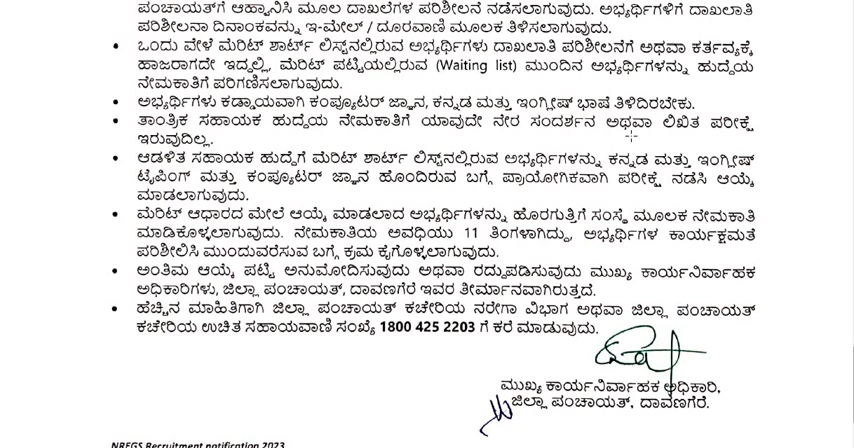 ಪಂಚಾಯತ್‌ಗೆ ಆಹ್ವಾನಿಸಿ ಮೂಲ ದಾಖಲೆಗಳ ಪರಿಶೀಲನೆ ನಡೆಸಲಾಗುವುದು. ಅಭ್ಯರ್ಥಿಗಳಿಗೆ ದಾಖಲಾತಿ
ಪರಿಶೀಲನಾ ದಿನಾಂಕವನ್ನು ಇ-ಮೇಲ್ / ದೂರವಾಣಿ ಮೂಲಕ ತಿಳಿಸಲಾಗುವುದು.
• ಒಂದು ವೇಳೆ ಮೆರಿಟ್ ಶಾರ್ಟ್ ಲಿಸ್ಟ್‌ನಲ್ಲಿರುವ ಅಭ್ಯರ್ಥಿಗಳು ದಾಖಲಾತಿ ಪರಿಶೀಲನೆಗೆ ಅಥವಾ ಕರ್ತವ್ಯಕ್ಕೆ
ಹಾಜರಾಗದೇ ಇದ್ದಲ್ಲಿ, ಮೆರಿಟ್ ಪಟ್ಟಿಯಲ್ಲಿರುವ (Waiting list) ಮುಂದಿನ ಅಭ್ಯರ್ಥಿಗಳನ್ನು ಹುದ್ದೆಯ
ನೇಮಕಾತಿಗೆ ಪರಿಗಣಿಸಲಾಗುವುದು.
• ಅಭ್ಯರ್ಥಿಗಳು ಕಡ್ಡಾಯವಾಗಿ ಕಂಪ್ಯೂಟರ್ ಜ್ಞಾನ, ಕನ್ನಡ ಮತ್ತು ಇಂಗ್ಲೀಷ್ ಭಾಷೆ ತಿಳಿದಿರಬೇಕು.
• ತಾಂತ್ರಿಕ ಸಹಾಯಕ ಹುದ್ದೆಯ ನೇಮಕಾತಿಗೆ ಯಾವುದೇ ನೇರ ಸಂದರ್ಶನ ಅಥವಾ ಲಿಖಿತ ಪರೀಕ್ಷೆ
ಇರುವುದಿಲ್ಲ.
• ಆಡಳಿತ ಸಹಾಯಕ ಹುದ್ದೆಗೆ ಮೆರಿಟ್ ಶಾರ್ಟ್ ಲಿಸ್ಟ್‌ನಲ್ಲಿರುವ ಅಭ್ಯರ್ಥಿಗಳನ್ನು ಕನ್ನಡ ಮತ್ತು ಇಂಗ್ಲೀಷ್
ಟೈಪಿಂಗ್ ಮತ್ತು ಕಂಪ್ಯೂಟರ್ ಜ್ಞಾನ ಹೊಂದಿರುವ ಬಗ್ಗೆ ಪ್ರಾಯೋಗಿಕವಾಗಿ ಪರೀಕ್ಷೆ ನಡೆಸಿ ಆಯ್ಕೆ
ಮಾಡಲಾಗುವುದು.
• ಮೆರಿಟ್ ಆಧಾರದ ಮೇಲೆ ಆಯ್ಕೆ ಮಾಡಲಾದ ಅಭ್ಯರ್ಥಿಗಳನ್ನು ಹೊರಗುತ್ತಿಗೆ ಸಂಸ್ಥೆ ಮೂಲಕ ನೇಮಕಾತಿ
ಮಾಡಿಕೊಳ್ಳಲಾಗುವುದು. ನೇಮಕಾತಿಯ ಅವಧಿಯು 11 ತಿಂಗಳಾಗಿದ್ದು, ಅಭ್ಯರ್ಥಿಗಳ ಕಾರ್ಯಕ್ಷಮತೆ
ಪರಿಶೀಲಿಸಿ ಮುಂದುವರೆಸುವ ಬಗ್ಗೆ ಕ್ರಮ ಕೈಗೊಳ್ಳಲಾಗುವುದು.
• ಅಂತಿಮ ಆಯ್ಕೆ ಪಟ್ಟಿ ಅನುಮೋದಿಸುವುದು ಅಥವಾ ರದ್ದುಪಡಿಸುವುದು ಮುಖ್ಯ ಕಾರ್ಯನಿರ್ವಾಹಕ
ಅಧಿಕಾರಿಗಳು, ಜಿಲ್ಲಾ ಪಂಚಾಯತ್, ದಾವಣಗೆರೆ ಇವರ ತೀರ್ಮಾನವಾಗಿರುತ್ತದೆ.
• ಹೆಚ್ಚಿನ ಮಾಹಿತಿಗಾಗಿ ಜಿಲ್ಲಾ ಪಂಚಾಯತ್ ಕಚೇರಿಯ ನರೇಗಾ ವಿಭಾಗ ಅಥವಾ ಜಿಲ್ಲಾ ಪಂಚಾಯತ್
ಕಚೇರಿಯ ಉಚಿತ ಸಹಾಯವಾಣಿ ಸಂಖ್ಯೆ 1800 425 2203 ಗೆ ಕರೆ ಮಾಡುವುದು.
ಮುಖ್ಯ ಕಾರ್ಯನಿರ್ವಾಹಕ ಅಧಿಕಾರಿ,
ಜಿಲ್ಲಾ ಪಂಚಾಯತ್, ದಾವಣಗೆರೆ.
NREGS Recruitment notification 2023